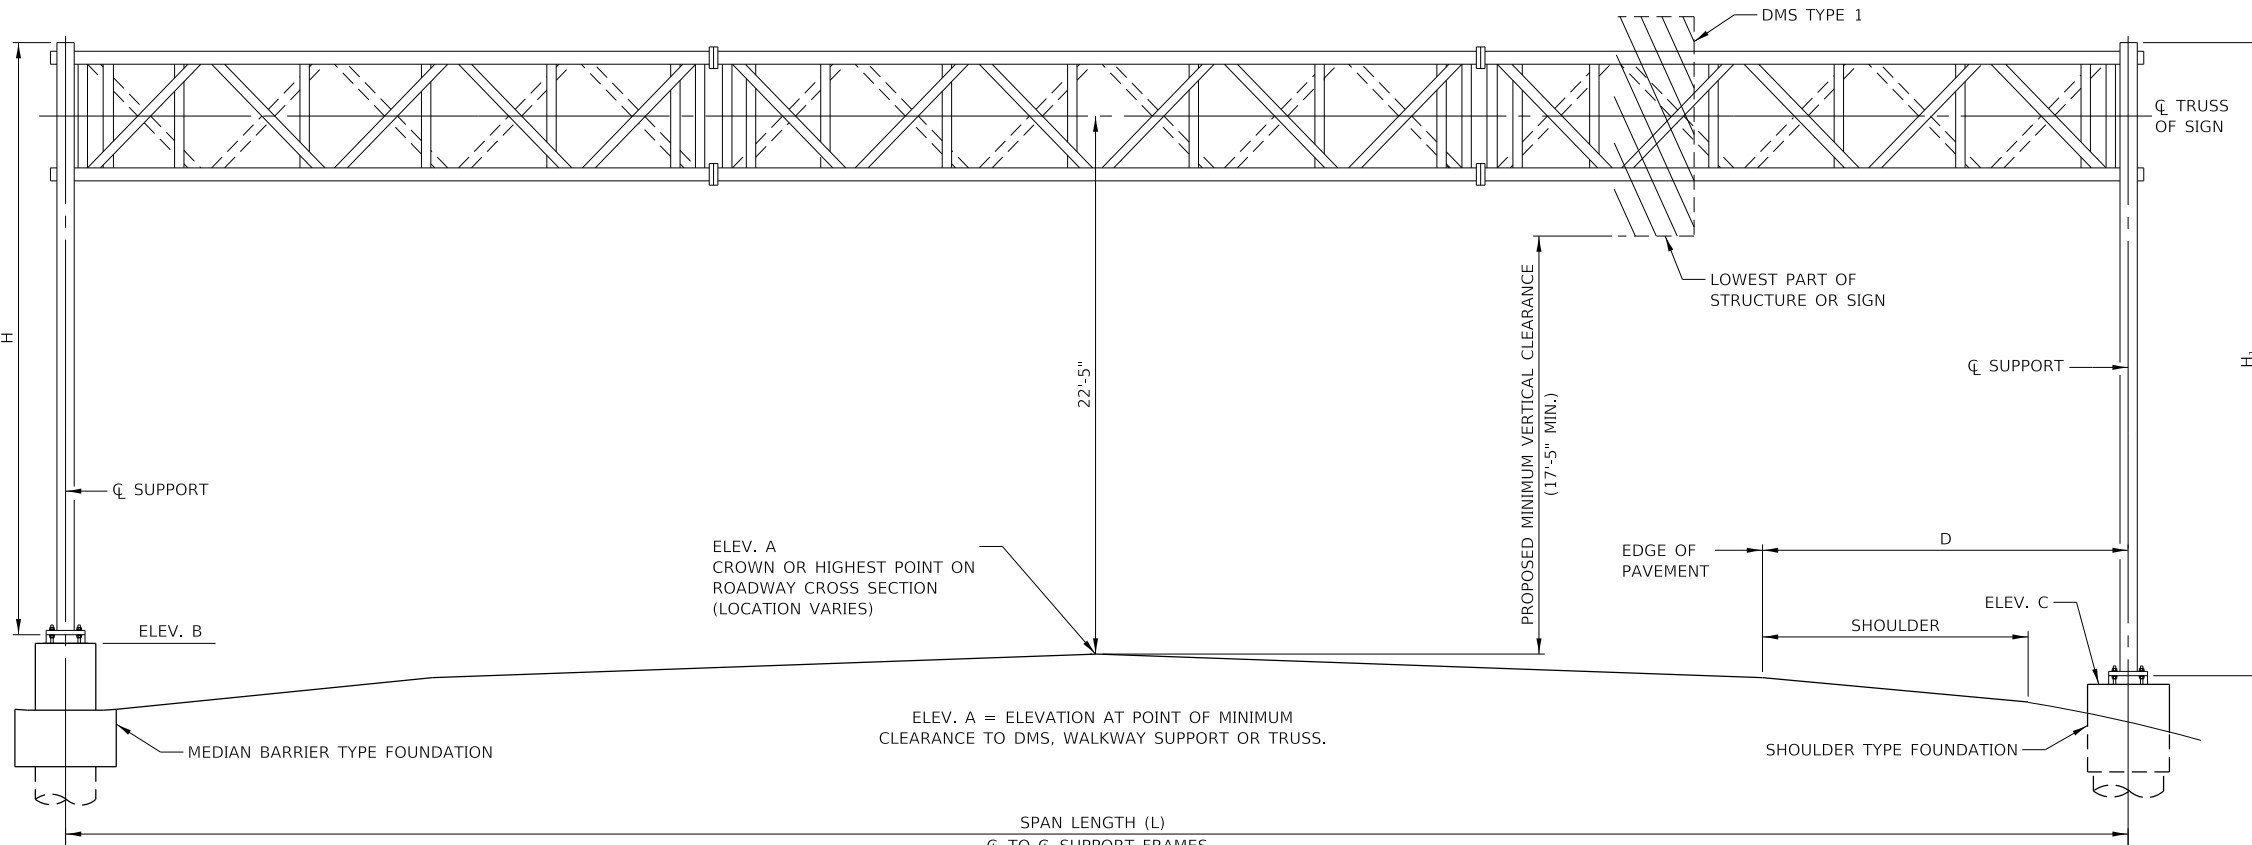 DMS TYPE 1
℄ TRUSS
OF SIGN
LOWEST PART OF
STRUCTURE OR SIGN
H
22'-5"
PROPOSED MINIMUM VERTICAL CLEARANCE
(17'-5" MIN.)
℄ SUPPORT
℄ SUPPORT
ELEV. A
CROWN OR HIGHEST POINT ON
ROADWAY CROSS SECTION
(LOCATION VARIES)
EDGE OF
PAVEMENT
D
ELEV. C
SHOULDER
ELEV. B
ELEV. A = ELEVATION AT POINT OF MINIMUM
CLEARANCE TO DMS, WALKWAY SUPPORT OR TRUSS.
MEDIAN BARRIER TYPE FOUNDATION
SHOULDER TYPE FOUNDATION
SPAN LENGTH (L)
℄ TO ℄ SUPPORT FRAMES